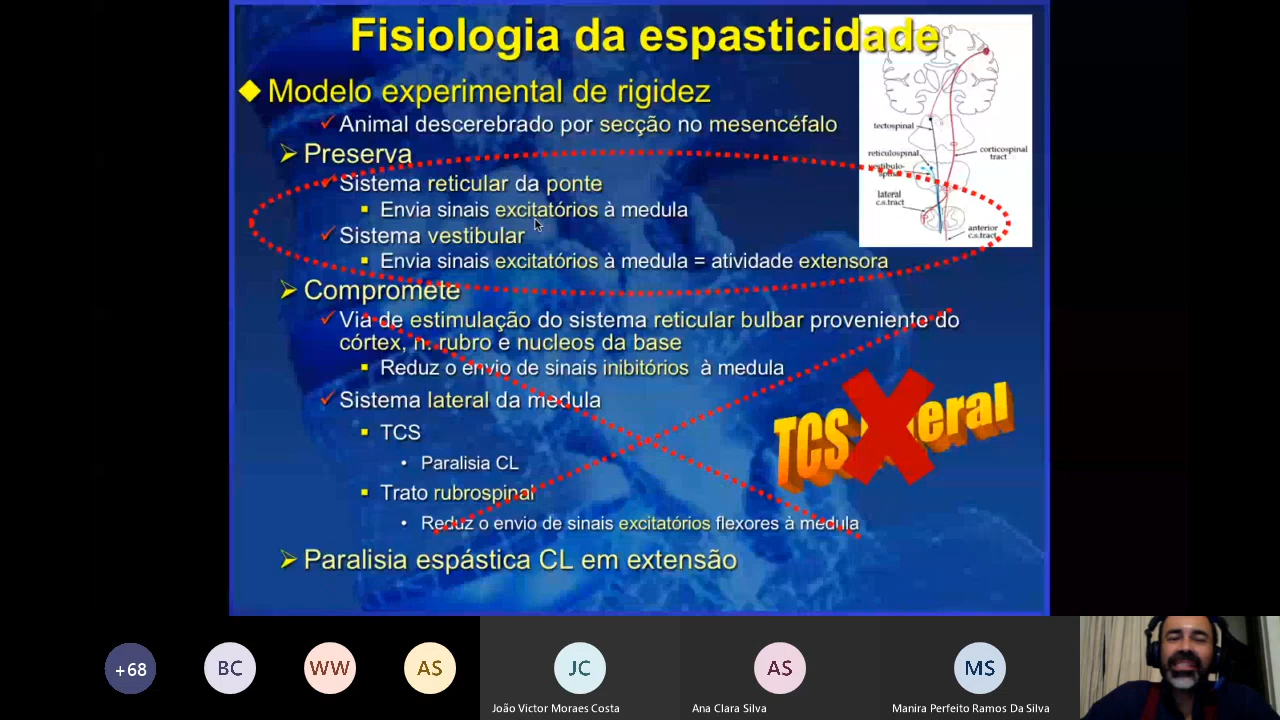 Fisiologia da espasticidade
Modelo experimental de rigidez
Animal descerebrado por secção no mesencéfalo
Preserva
Sistema reticular da ponte
Envia sinais excitatórios à medula
Sistema vestibular
Envia sinais excitatórios à medula = atividade extensora
Compromete
Via de estimulação do sistema reticular bulbar proveniente do
córtex, n. rubro e nucleos da base
Reduz o envio de sinais inibitórios à medula
Sistema lateral da medula
TCS
Paralisia CL
Trato rubrospinal
Reduz o envio de sinais excitatórios flexores à medula
Paralisia espástica CL em extensão
tectospinal
reticulospinal
corticospinal
tract
lateral
c.s.tract
anterior
c.s.tract
TCS
+68
BC
WW
AS
JC
João Victor Moraes Costa
AS
Ana Clara Silva
MS
Manira Perfeito Ramos Da Silva